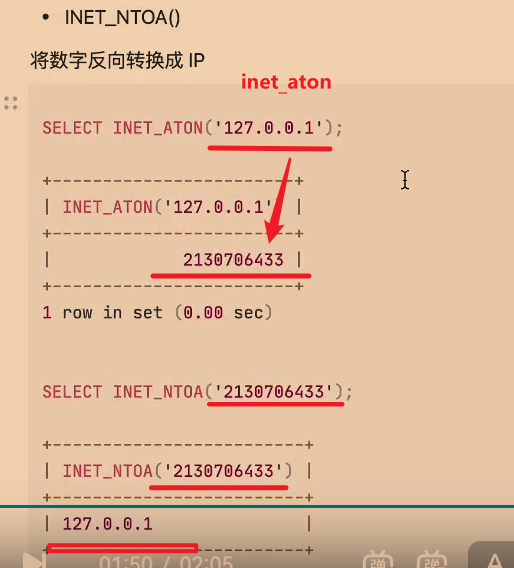 • INET_NTOA()
将数字反向转换成 IP
inet_aton
SELECT INET_ATON('127.0.0.1');
+------------------------+
| INET_ATON('127.0.0.1' |
+------------------------+
| 2130706433 |
+------------------------+
1 row in set (0.00 sec)
SELECT INET_NTOA('2130706433');
+-------------------------+
| INET_NTOA('2130706433') |
+-------------------------+
| 127.0.0.1 |
+-------------------------+
01:50 / 02:05
弹 弹